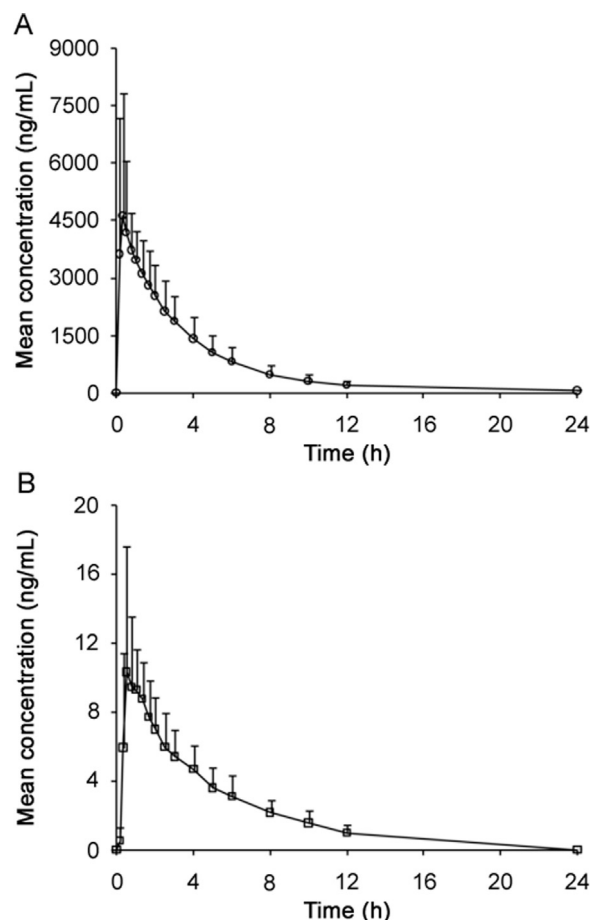 A
Mean concentration (ng/mL)
9000
7500
6000
4500
3000
1500
0
0 4 8 12 16 20 24
Time (h)
B
Mean concentration (ng/mL)
20
16
12
8
4
0
0 4 8 12 16 20 24
Time (h)